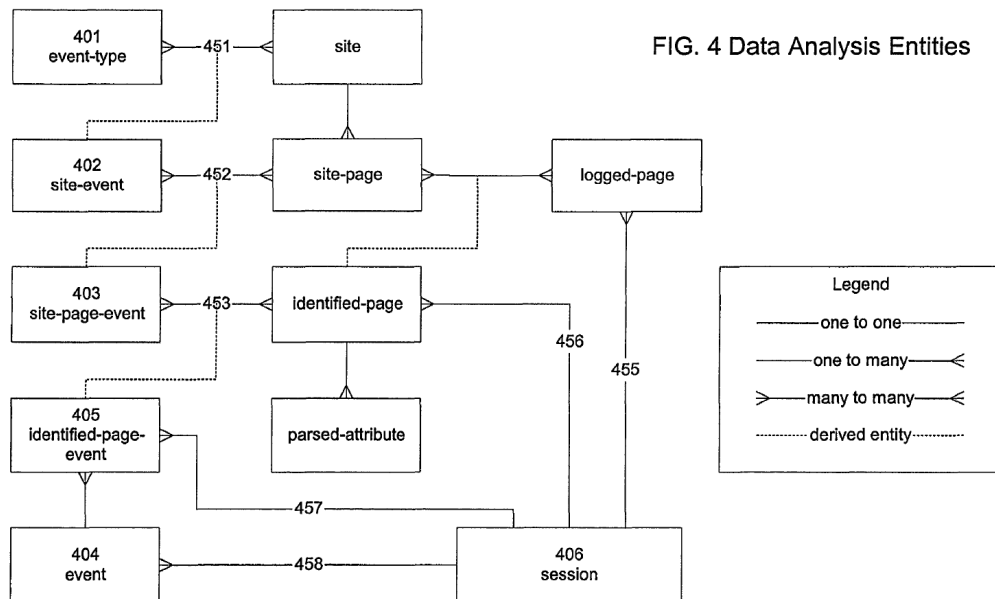 FIG. 4 Data Analysis Entities
401
event-type
451
site
402
site-event
452
site-page
logged-page
403
site-page-event
453
identified-page
456
455
405
identified-page-
event
parsed-attribute
457
404
event
458
406
session
Legend
one to one
one to many
many to many
derived entity